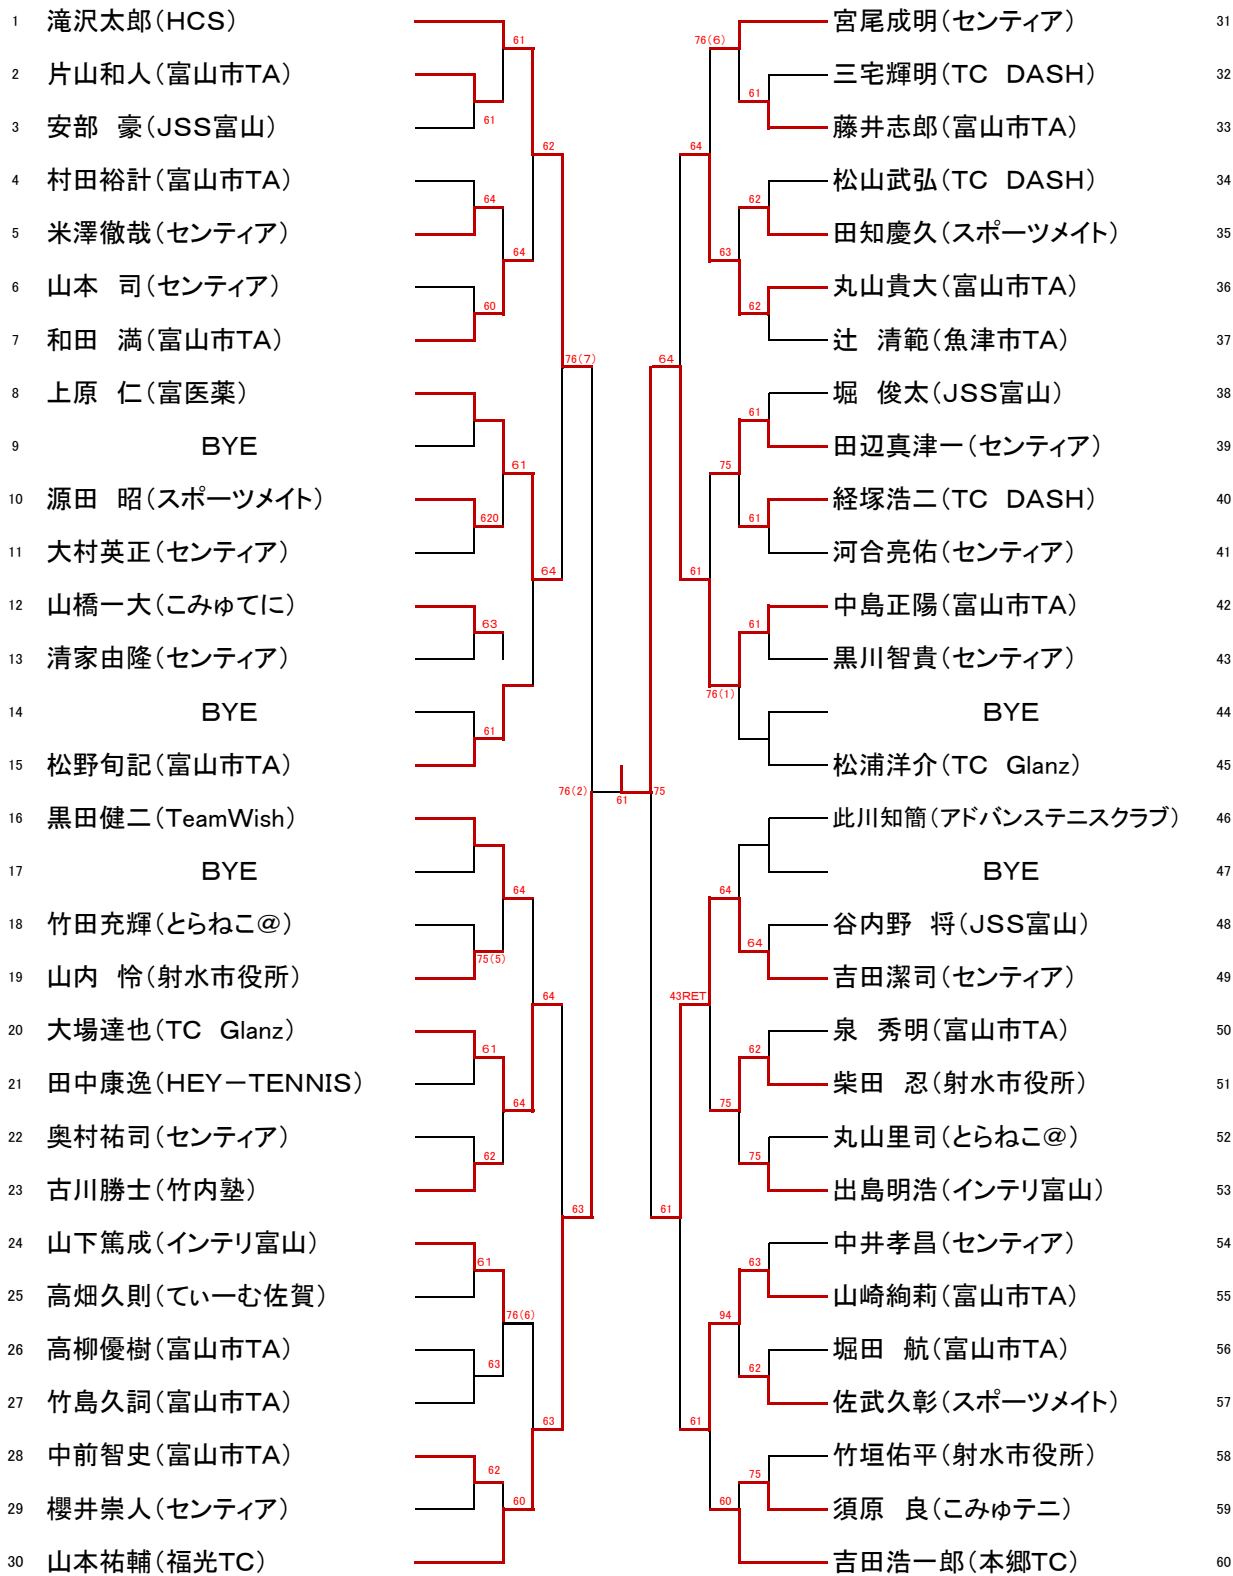 1 滝沢太郎(HCS)
2 片山和人(富山市TA)
3 安部　豪(JSS富山)
4 村田裕計(富山市TA)
5 米澤徹哉(センティア)
6 山本　司(センティア)
7 和田　満(富山市TA)
8 上原　仁(富医薬)
9 BYE
10 源田　昭(スポーツメイト)
11 大村英正(センティア)
12 山橋一大(こみゅてに)
13 清家由隆(センティア)
14 BYE
15 松野旬記(富山市TA)
16 黒田健二(TeamWish)
17 BYE
18 竹田充輝(とらねこ@)
19 山内　怜(射水市役所)
20 大場達也(TC　Glanz)
21 田中康逸(HEY－TENNIS)
22 奥村祐司(センティア)
23 古川勝士(竹内塾)
24 山下篤成(インテリ富山)
25 高畑久則(てぃーむ佐賀)
26 高柳優樹(富山市TA)
27 竹島久詞(富山市TA)
28 中前智史(富山市TA)
29 櫻井崇人(センティア)
30 山本祐輔(福光TC)
61
61
62
64
64
60
76(7)
61
620
64
63
61
76(2)
64
75(5)
64
61
64
62
63
61
76(6)
63
63
62
60
61
75
76(6)
61
64
62
63
62
64
61
75
61
61
61
76(1)
64
64
43RET
62
75
75
61
63
94
62
61
75
60
宮尾成明(センティア) 31
三宅輝明(TC　DASH) 32
藤井志郎(富山市TA) 33
松山武弘(TC　DASH) 34
田知慶久(スポーツメイト) 35
丸山貴大(富山市TA) 36
辻　清範(魚津市TA) 37
堀　俊太(JSS富山) 38
田辺真津一(センティア) 39
経塚浩二(TC　DASH) 40
河合亮佑(センティア) 41
中島正陽(富山市TA) 42
黒川智貴(センティア) 43
BYE 44
松浦洋介(TC　Glanz) 45
此川知簡(アドバンステニスクラブ) 46
BYE 47
谷内野　将(JSS富山) 48
吉田潔司(センティア) 49
泉　秀明(富山市TA) 50
柴田　忍(射水市役所) 51
丸山里司(とらねこ@) 52
出島明浩(インテリ富山) 53
中井孝昌(センティア) 54
山崎絢莉(富山市TA) 55
堀田　航(富山市TA) 56
佐武久彰(スポーツメイト) 57
竹垣佑平(射水市役所) 58
須原　良(こみゅテニ) 59
吉田浩一郎(本郷TC) 60